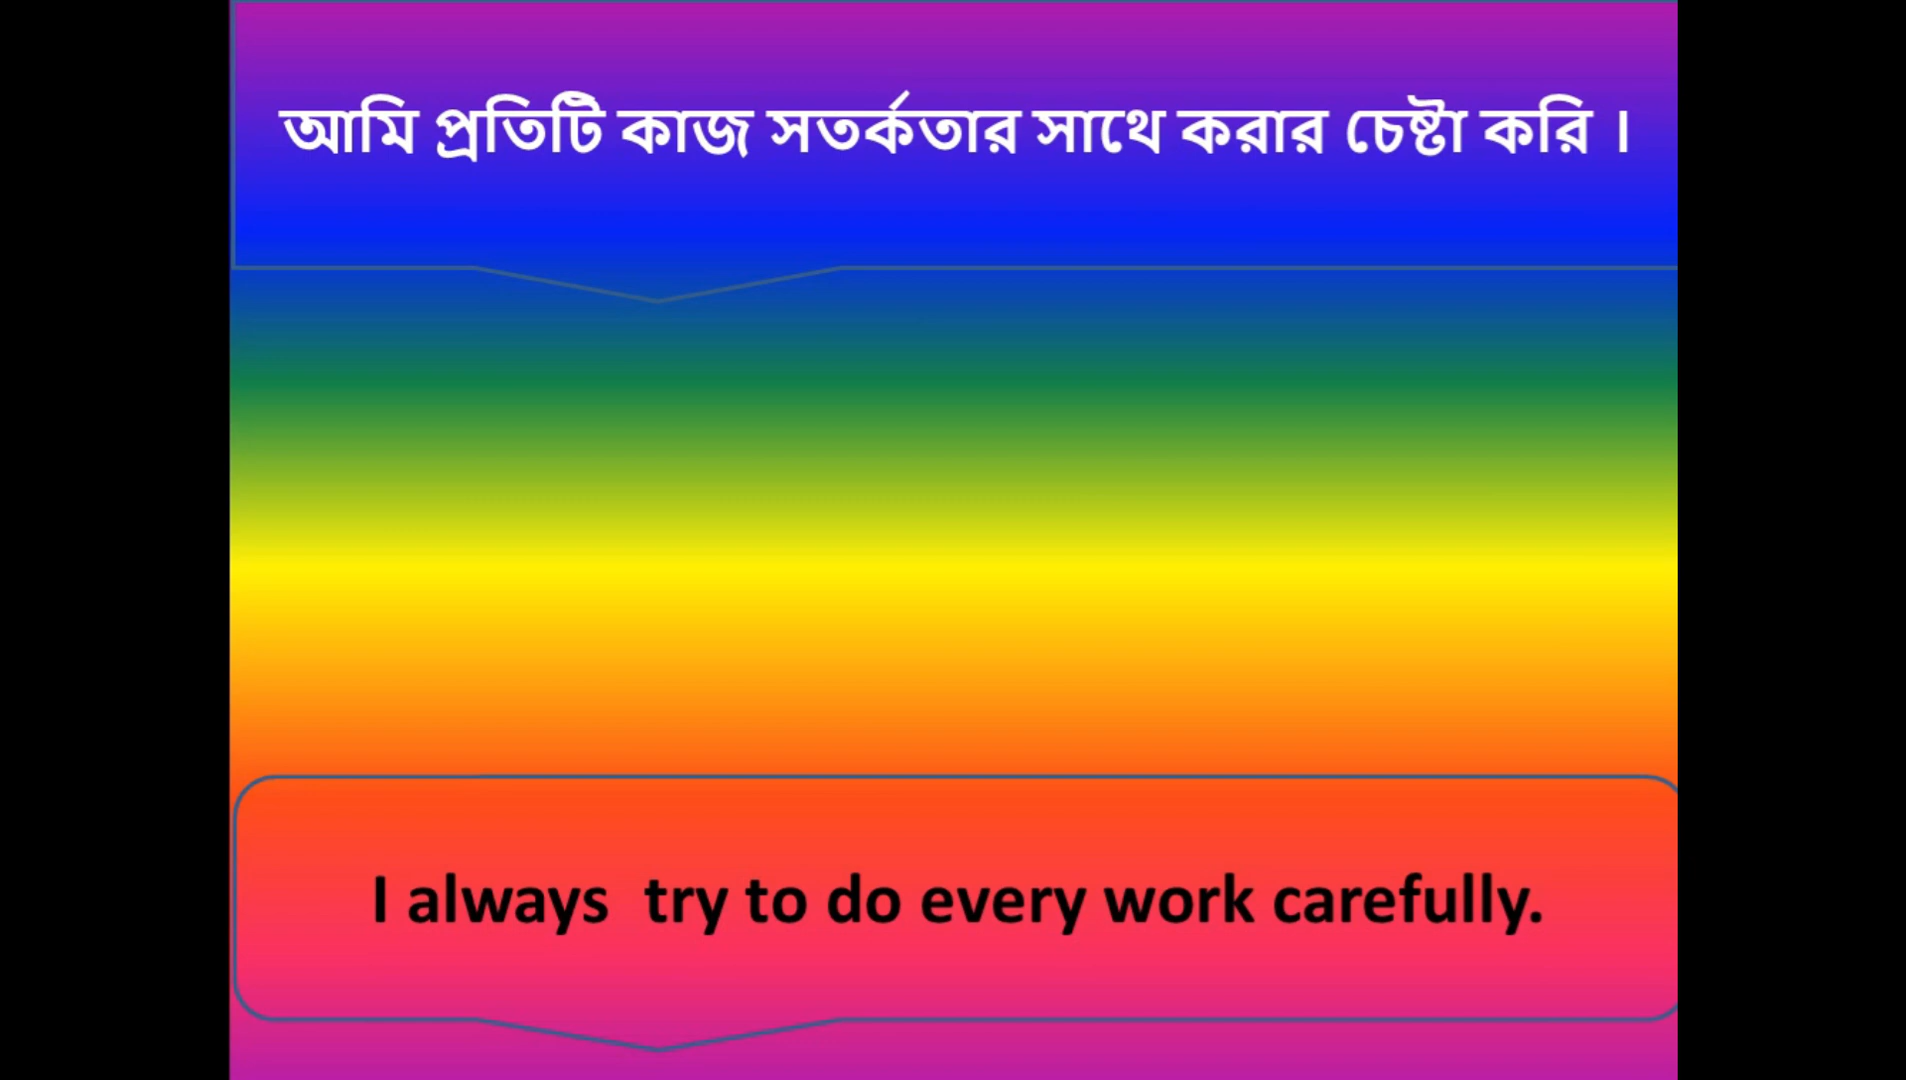 আমি প্রতিটি কাজ সতর্কতার সাথে করার চেষ্টা করি ।
I always  try to do every work carefully.